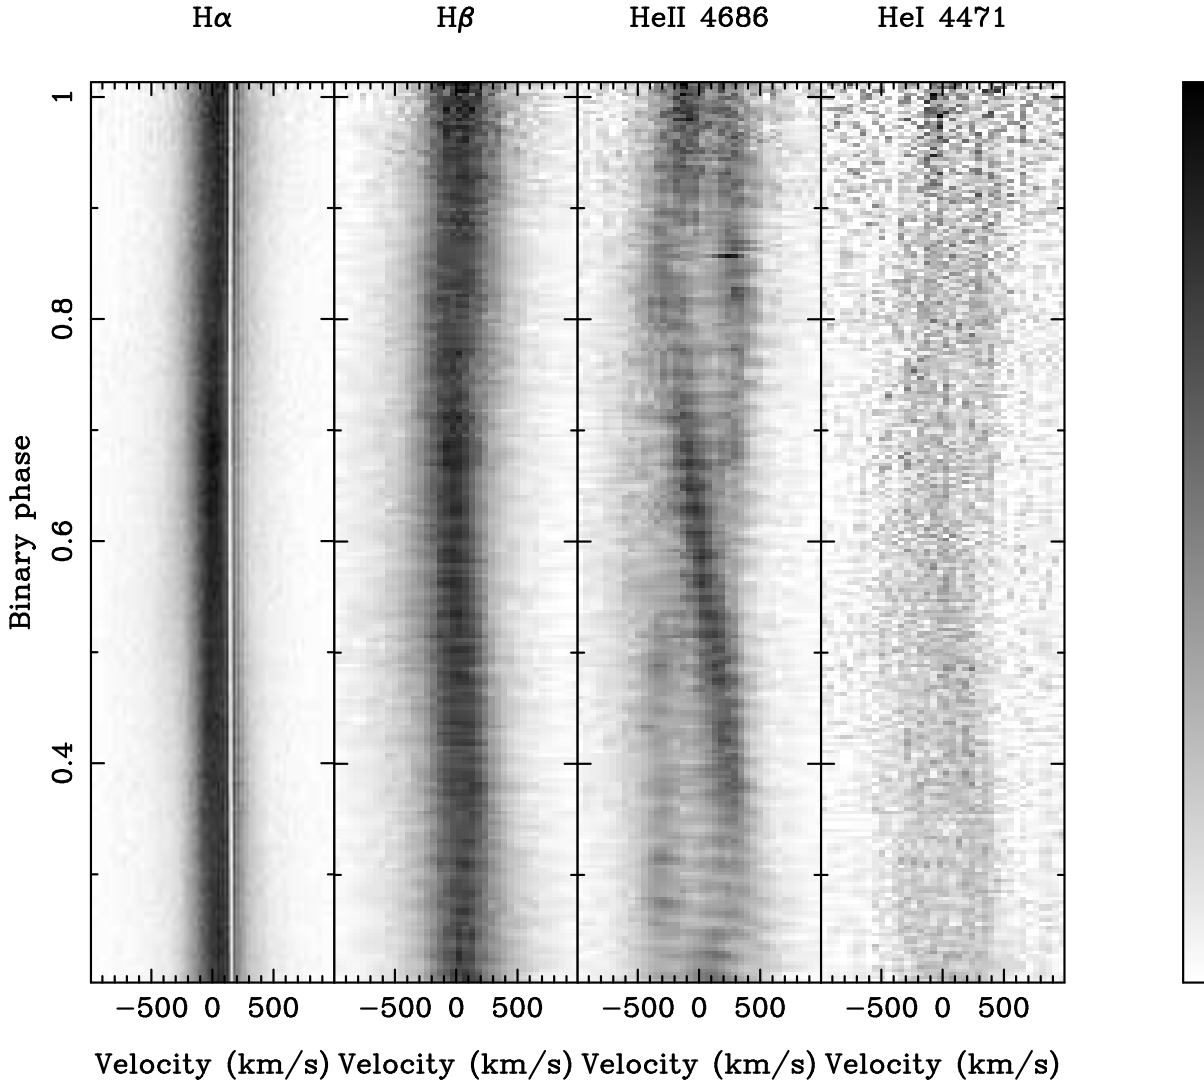 Hα Hβ HeII 4686 HeI 4471
1
0.8
0.6
0.4
Binary phase
−500 0 500 −500 0 500 −500 0 500 −500 0 500
Velocity (km/s) Velocity (km/s) Velocity (km/s) Velocity (km/s)